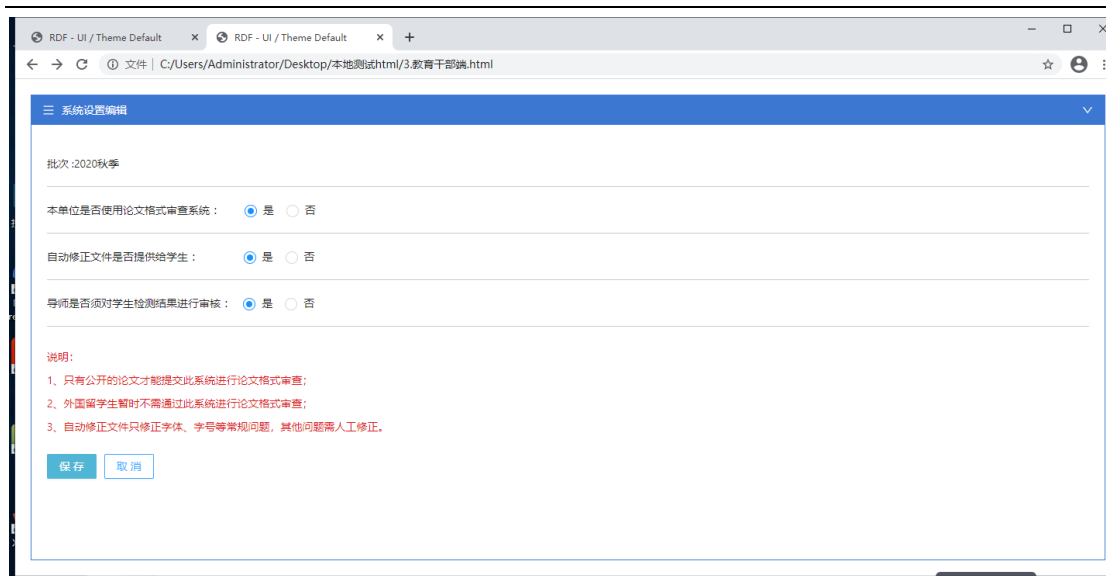 RDF - UI / Theme Default
RDF - UI / Theme Default
文件 | C:/Users/Administrator/Desktop/本地测试html/3.教育干部端.html
系统设置编辑
批次 :2020秋季
本单位是否使用论文格式审查系统： 是 否
自动修正文件是否提供给学生： 是 否
导师是否须对学生检测结果进行审核： 是 否
说明：
1、只有公开的论文才能提交此系统进行论文格式审查；
2、外国留学生暂时不需通过此系统进行论文格式审查；
3、自动修正文件只修正字体、字号等常规问题，其他问题需人工修正。
保存 取消